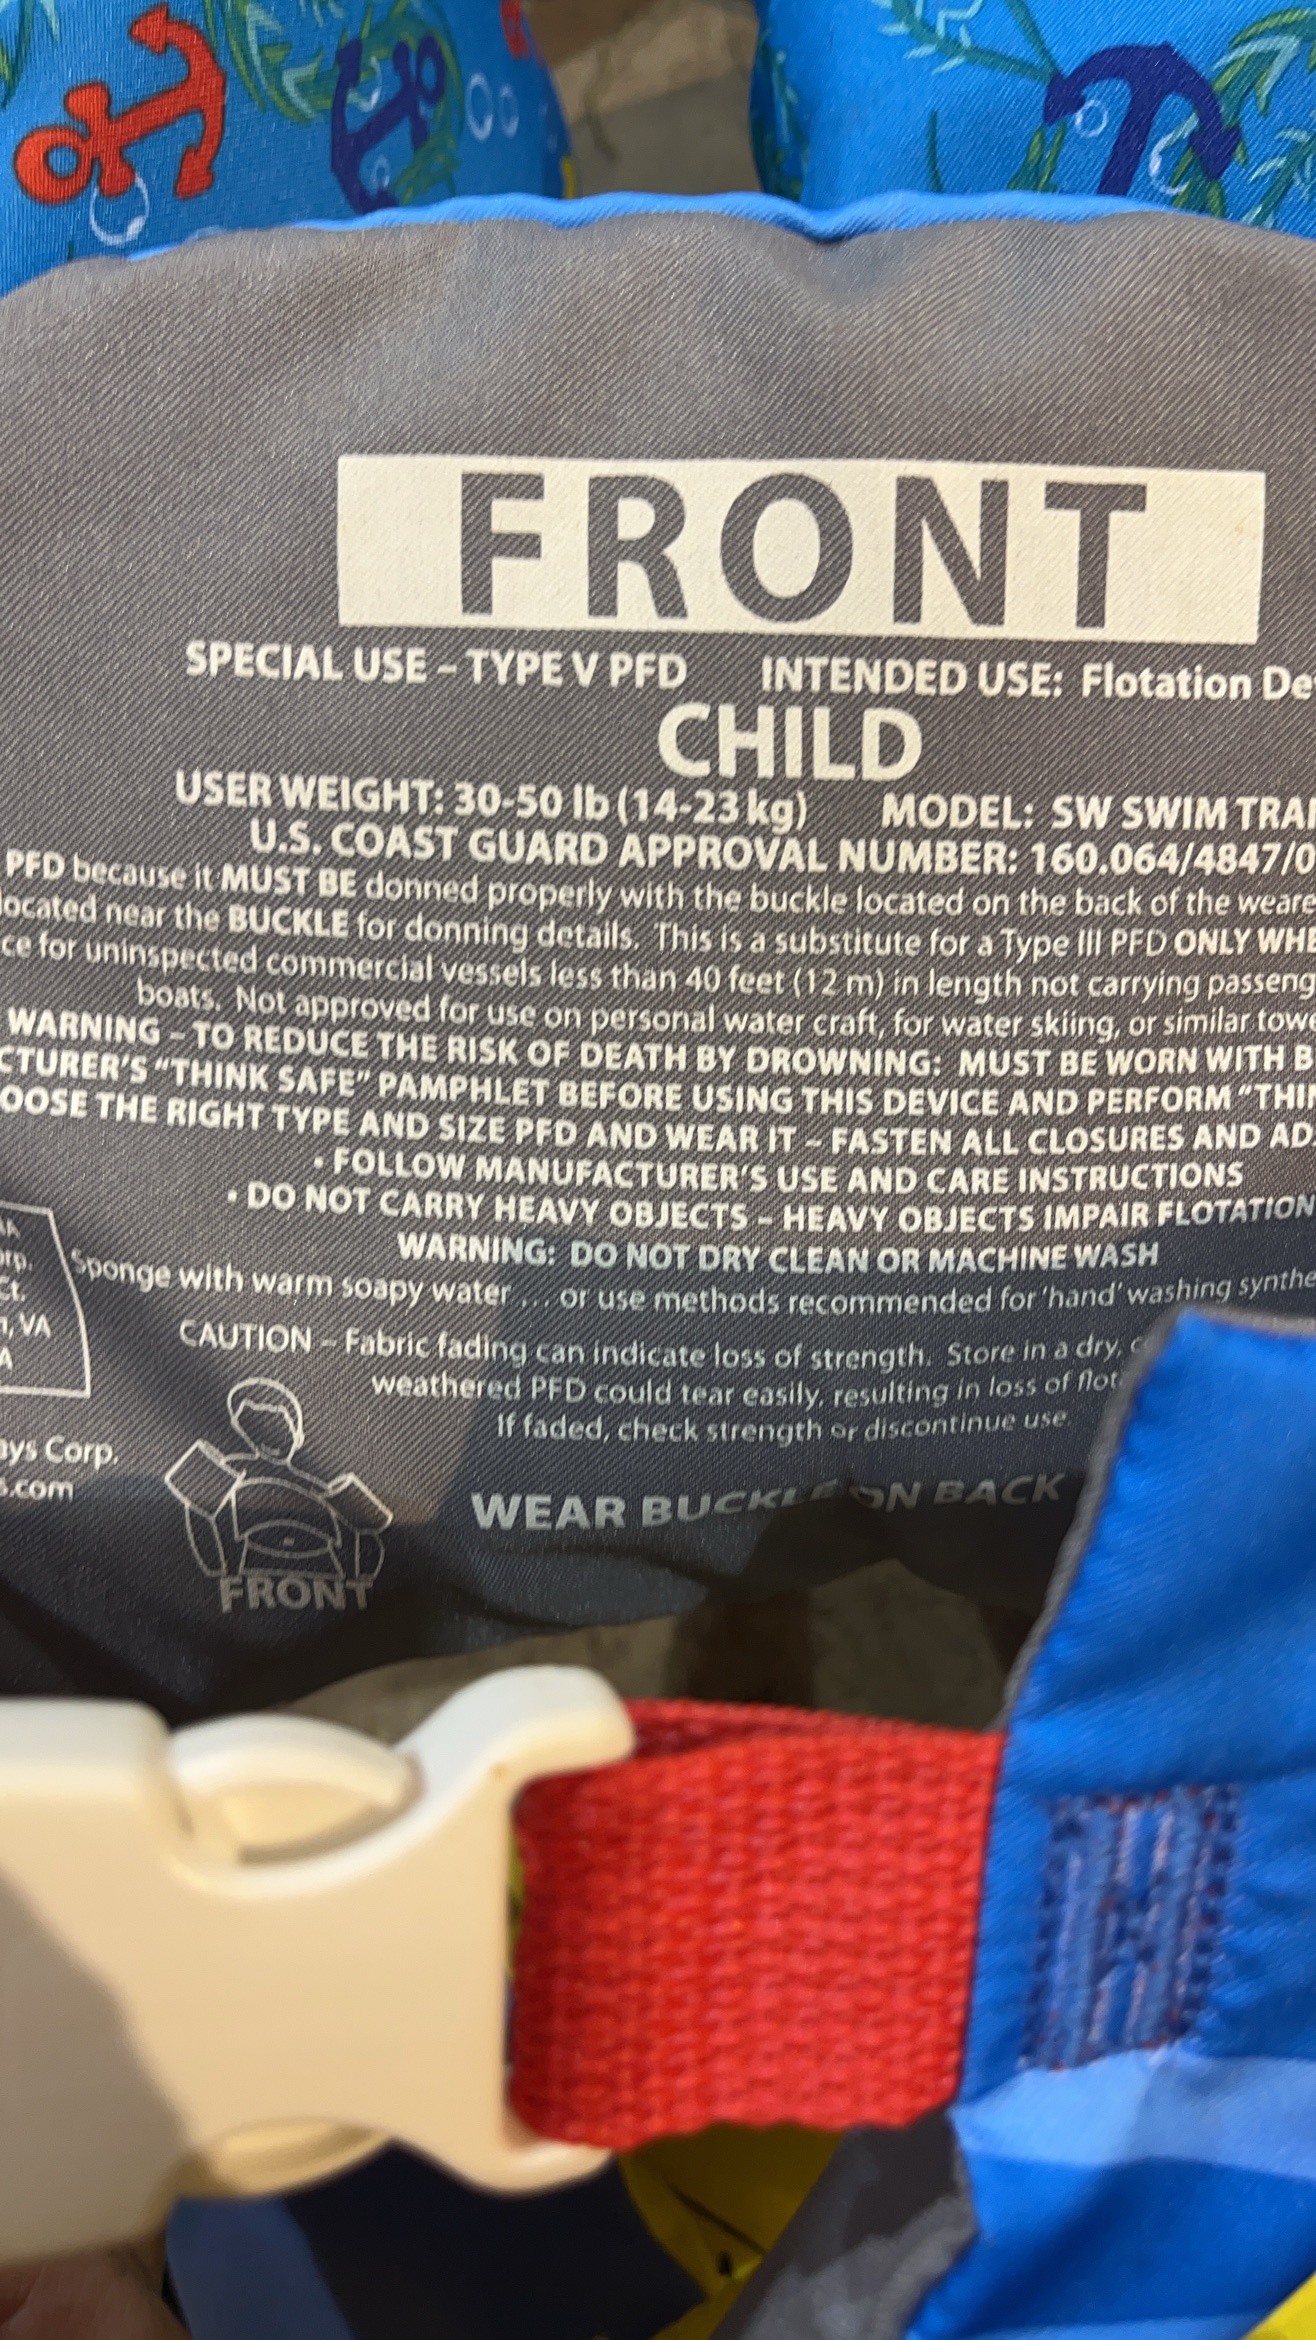 FRONT
SPECIAL USE – TYPE V PFD INTENDED USE: Flotation De
CHILD
USER WEIGHT: 30-50 lb (14-23 kg) MODEL: SW SWIM TRA
U.S. COAST GUARD APPROVAL NUMBER: 160.064/4847/0
PFD because it MUST BE donned properly with the buckle located on the back of the weare
located near the BUCKLE for donning details. This is a substitute for a Type III PFD ONLY WHE
ce for uninspected commercial vessels less than 40 feet (12 m) in length not carrying passeng
boats. Not approved for use on personal water craft, for water skiing, or similar tow
WARNING – TO REDUCE THE RISK OF DEATH BY DROWNING: MUST BE WORN WITH B
CTURER'S "THINK SAFE" PAMPHLET BEFORE USING THIS DEVICE AND PERFORM "THI
OOSE THE RIGHT TYPE AND SIZE PFD AND WEAR IT – FASTEN ALL CLOSURES AND AD
• FOLLOW MANUFACTURER'S USE AND CARE INSTRUCTIONS
• DO NOT CARRY HEAVY OBJECTS – HEAVY OBJECTS IMPAIR FLOTATION
WARNING: DO NOT DRY CLEAN OR MACHINE WASH
Sponge with warm soapy water ... or use methods recommended for 'hand' washing synthe
CAUTION – Fabric fading can indicate loss of strength. Store in a dry, c
weathered PFD could tear easily, resulting in loss of flot
If faded, check strength or discontinue use
WEAR BUCKLE ON BACK
rp.
Ct.
, VA
A
ays Corp.
s.com
FRONT